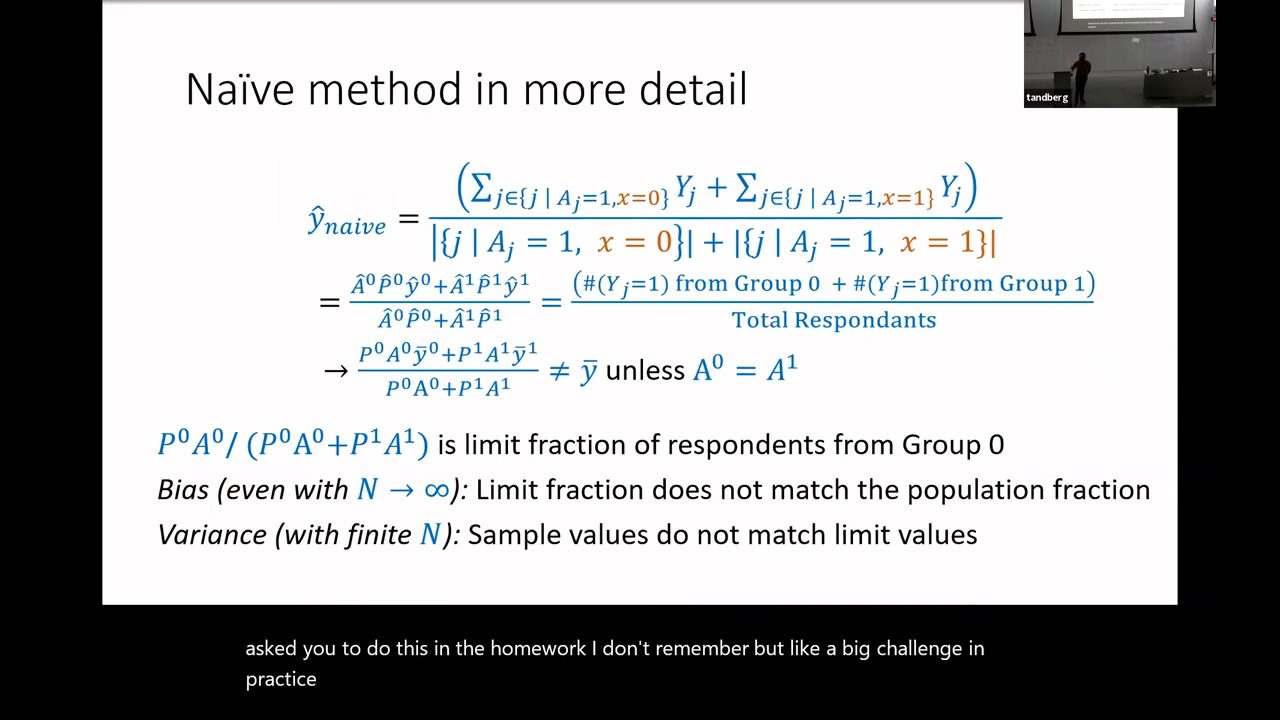 Naïve method in more detail
tandberg
ŷ_naive = (∑_{j∈{j | A_j=1,x=0}} Y_j + ∑_{j∈{j | A_j=1,x=1}} Y_j) / |{j | A_j = 1, x = 0}| + |{j | A_j = 1, x = 1}|
= Â⁰P̂⁰ŷ⁰+Â¹P̂¹ŷ¹ / Â⁰P̂⁰+Â¹P̂¹ = (#(Y_j=1) from Group 0 + #(Y_j=1)from Group 1) / Total Respondants
→ P⁰A⁰ȳ⁰+P¹A¹ȳ¹ / P⁰A⁰+P¹A¹ ≠ ȳ unless A⁰ = A¹
P⁰A⁰/ (P⁰A⁰+P¹A¹) is limit fraction of respondents from Group 0
Bias (even with N → ∞): Limit fraction does not match the population fraction
Variance (with finite N): Sample values do not match limit values
asked you to do this in the homework I don't remember but like a big challenge in
practice